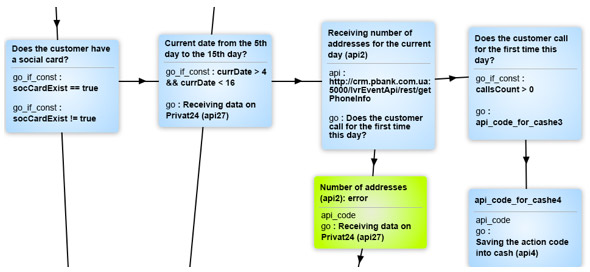 Does the customer have
a social card?
go_if_const :
socCardExist == true
go_if_const :
socCardExist != true
Current date from the 5th
day to the 15th day?
go_if_const : currDate > 4
&& currDate < 16
go : Receiving data on
Privat24 (api27)
Receiving number of
addresses for the current
day (api2)
api :
http://crm.pbank.com.ua:
5000/IvrEventApi/rest/get
PhoneInfo
go : Does the customer
call for the first time
this day?
Number of addresses
(api2): error
api_code
go : Receiving data on
Privat24 (api27)
Does the customer call
for the first time this
day?
go_if_const :
callsCount > 0
go :
api_code_for_cashe3
api_code_for_cashe4
api_code
go :
Saving the action code
into cash (api4)